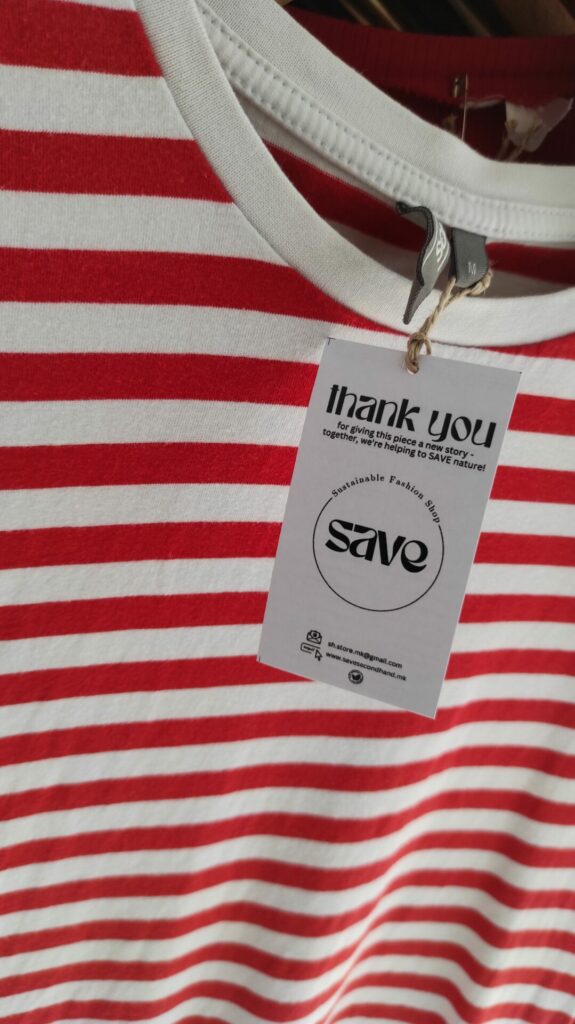 thank you
for giving this piece a new story -
together, we're helping to SAVE nature!
Sustainable Fashion Shop
save
sh.store.mk@gmail.com
www.savesecondhand.mk